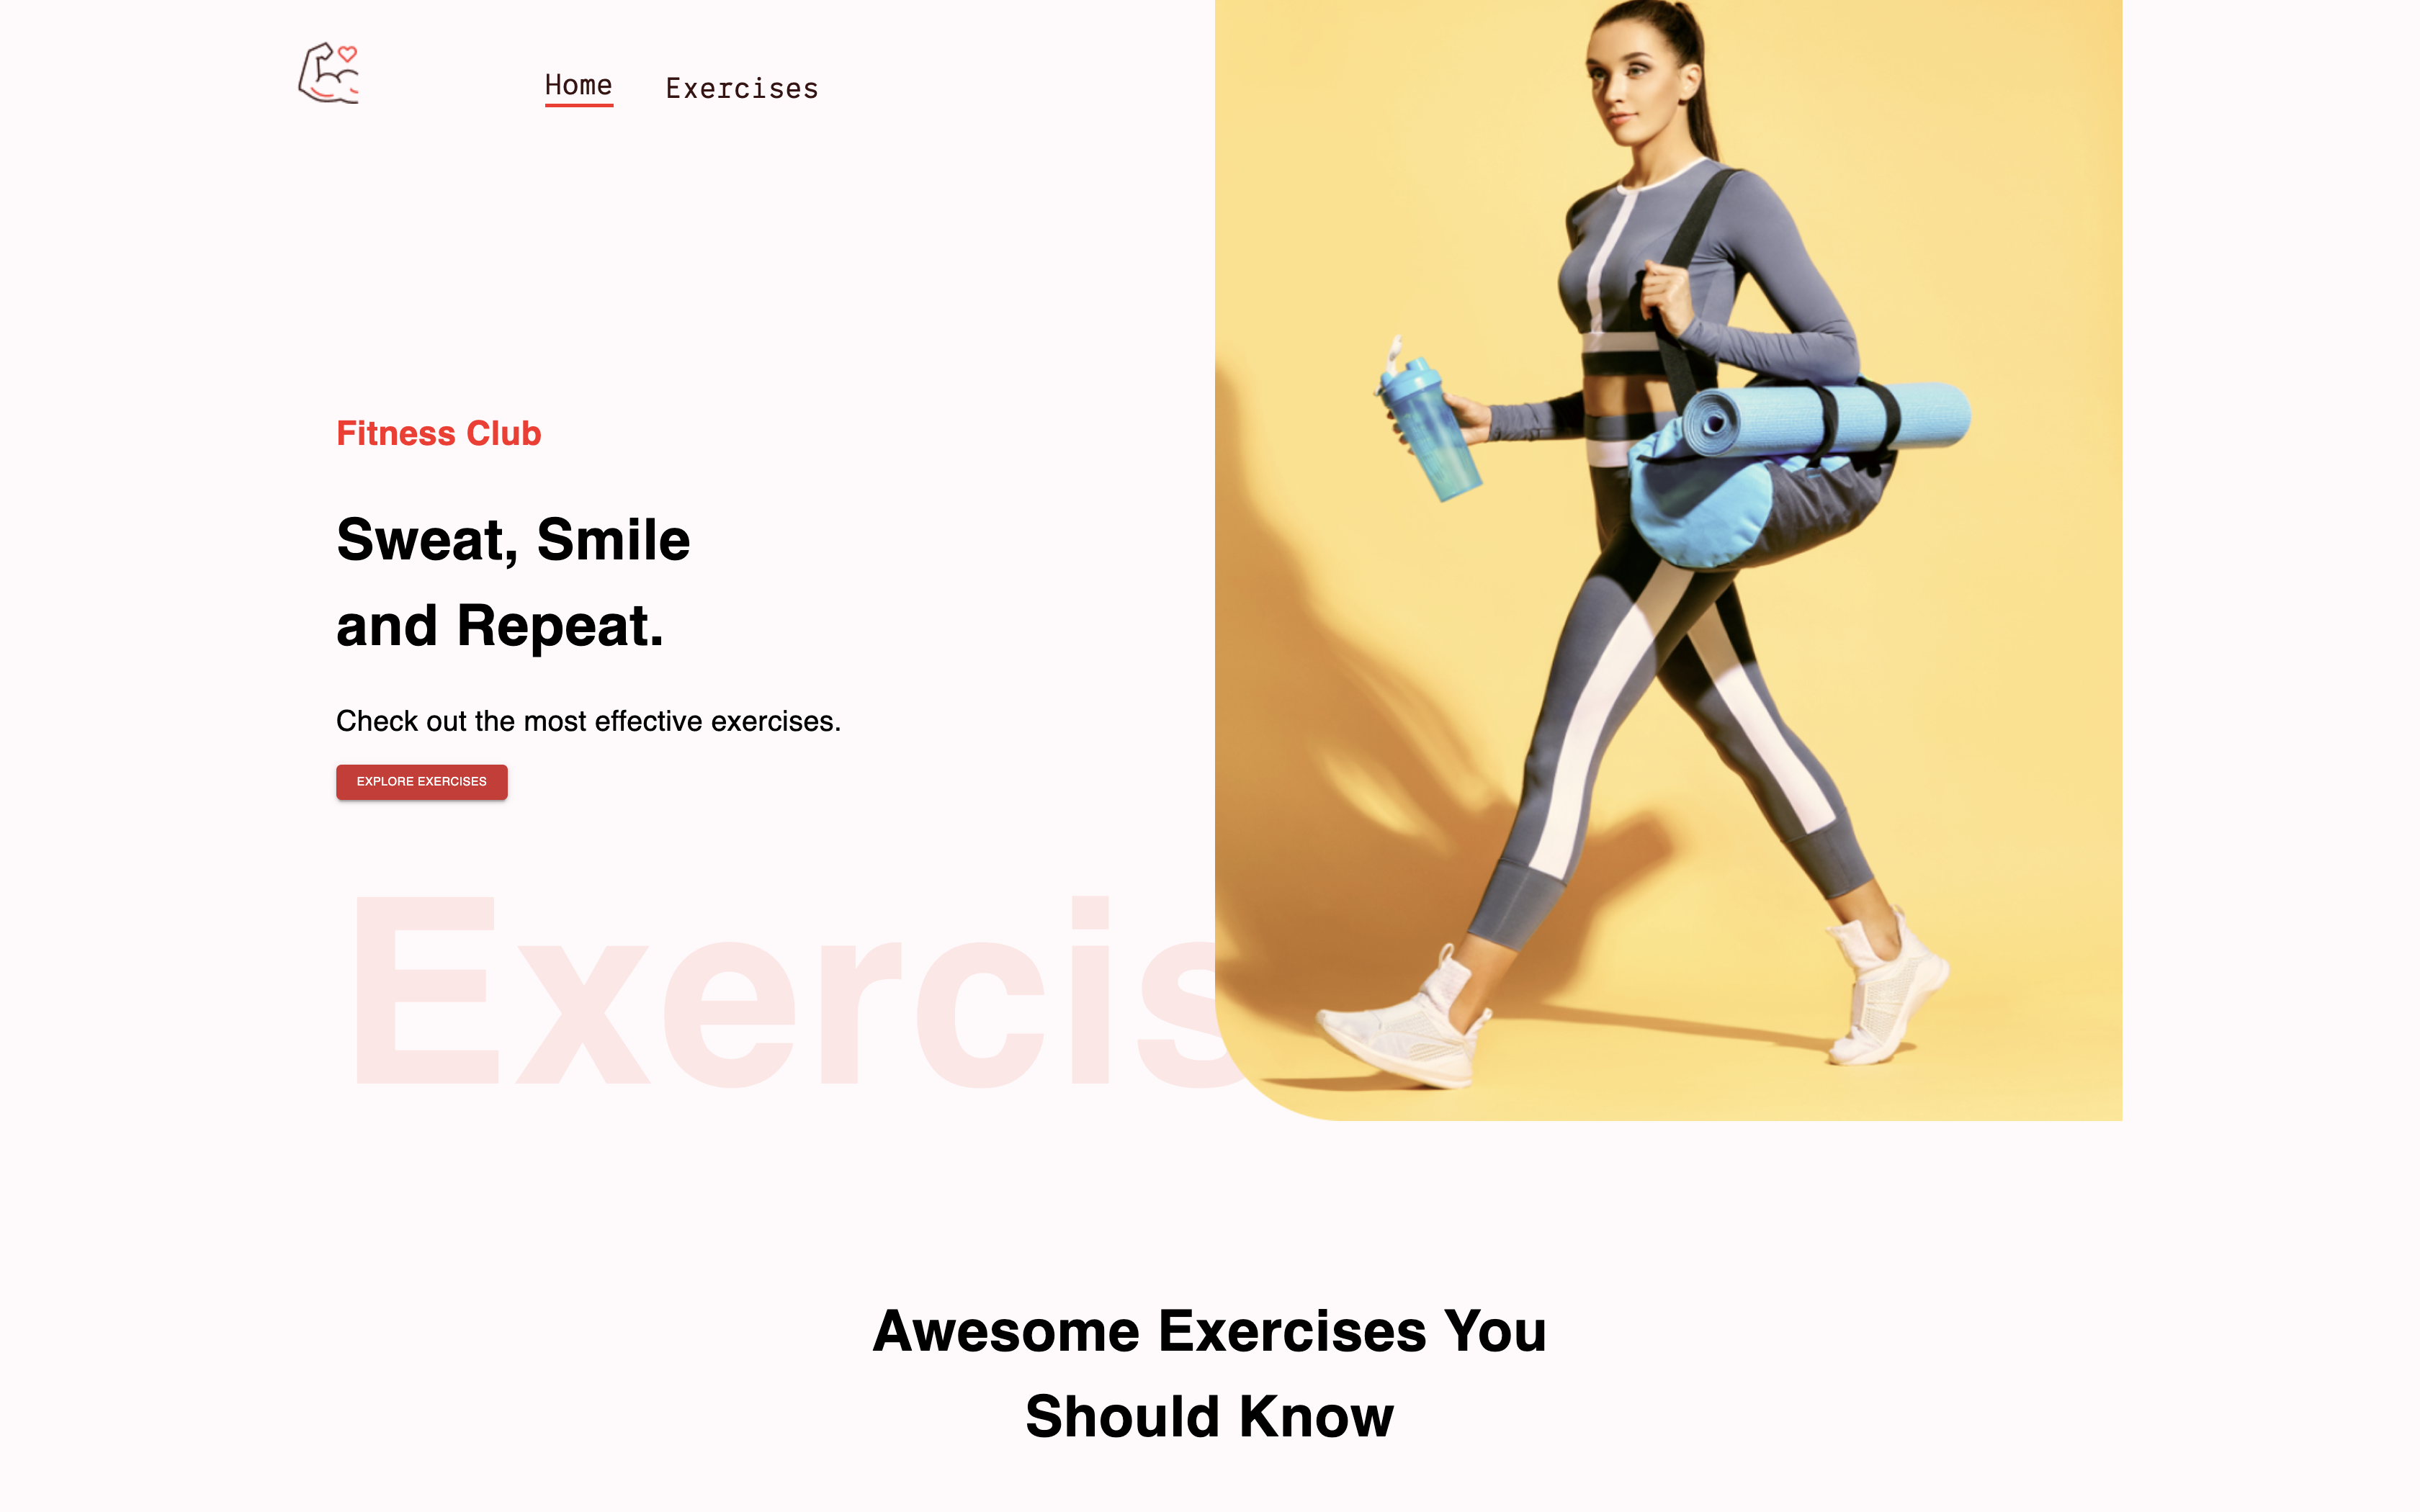 Home
Exercises
Fitness Club
Sweat, Smile
and Repeat.
Check out the most effective exercises.
EXPLORE EXERCISES
Exercis
Awesome Exercises You
Should Know